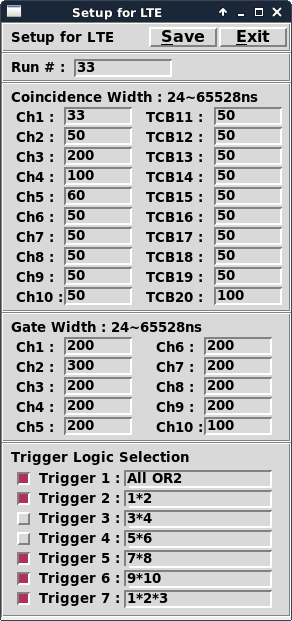 Setup for LTE
Setup for LTE Save Exit
Run # : 33
Coincidence Width : 24~65528ns
Ch1 : 33 TCB11 : 50
Ch2 : 50 TCB12 : 50
Ch3 : 200 TCB13 : 50
Ch4 : 100 TCB14 : 50
Ch5 : 60 TCB15 : 50
Ch6 : 50 TCB16 : 50
Ch7 : 50 TCB17 : 50
Ch8 : 50 TCB18 : 50
Ch9 : 50 TCB19 : 50
Ch10 : 50 TCB20 : 100
Gate Width : 24~65528ns
Ch1 : 200 Ch6 : 200
Ch2 : 300 Ch7 : 200
Ch3 : 200 Ch8 : 200
Ch4 : 200 Ch9 : 200
Ch5 : 200 Ch10 : 100
Trigger Logic Selection
Trigger 1 : All OR2
Trigger 2 : 1*2
Trigger 3 : 3*4
Trigger 4 : 5*6
Trigger 5 : 7*8
Trigger 6 : 9*10
Trigger 7 : 1*2*3